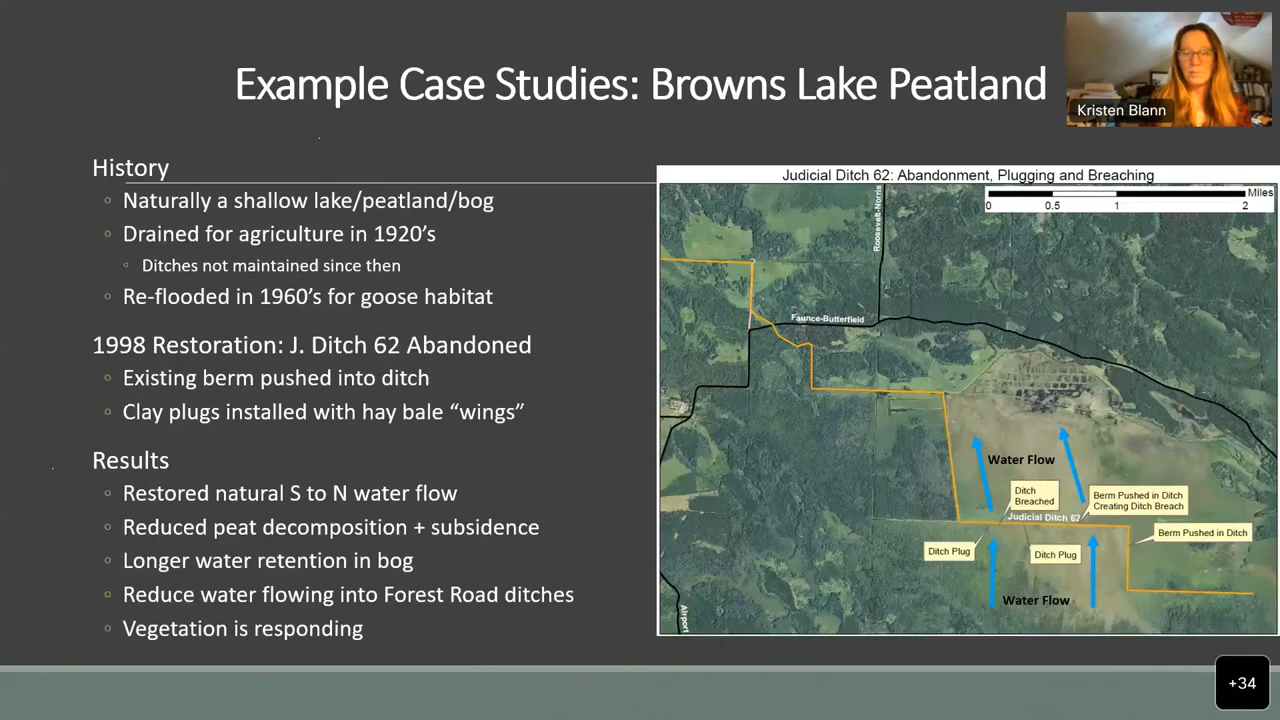 Example Case Studies: Browns Lake Peatland
Kristen Blann
History
Naturally a shallow lake/peatland/bog
Drained for agriculture in 1920's
Ditches not maintained since then
Re-flooded in 1960's for goose habitat
1998 Restoration: J. Ditch 62 Abandoned
Existing berm pushed into ditch
Clay plugs installed with hay bale “wings”
Results
Restored natural S to N water flow
Reduced peat decomposition + subsidence
Longer water retention in bog
Reduce water flowing into Forest Road ditches
Vegetation is responding
Judicial Ditch 62: Abandonment, Plugging and Breaching
Miles
0 0.5 1 2
Roosevelt-Norris
Faunce-Butterfield
Water Flow
Ditch
Breached
Berm Pushed in Ditch
Creating Ditch Breach
Judicial Ditch 62
Berm Pushed in Ditch
Ditch Plug
Ditch Plug
Water Flow
Airport
+34